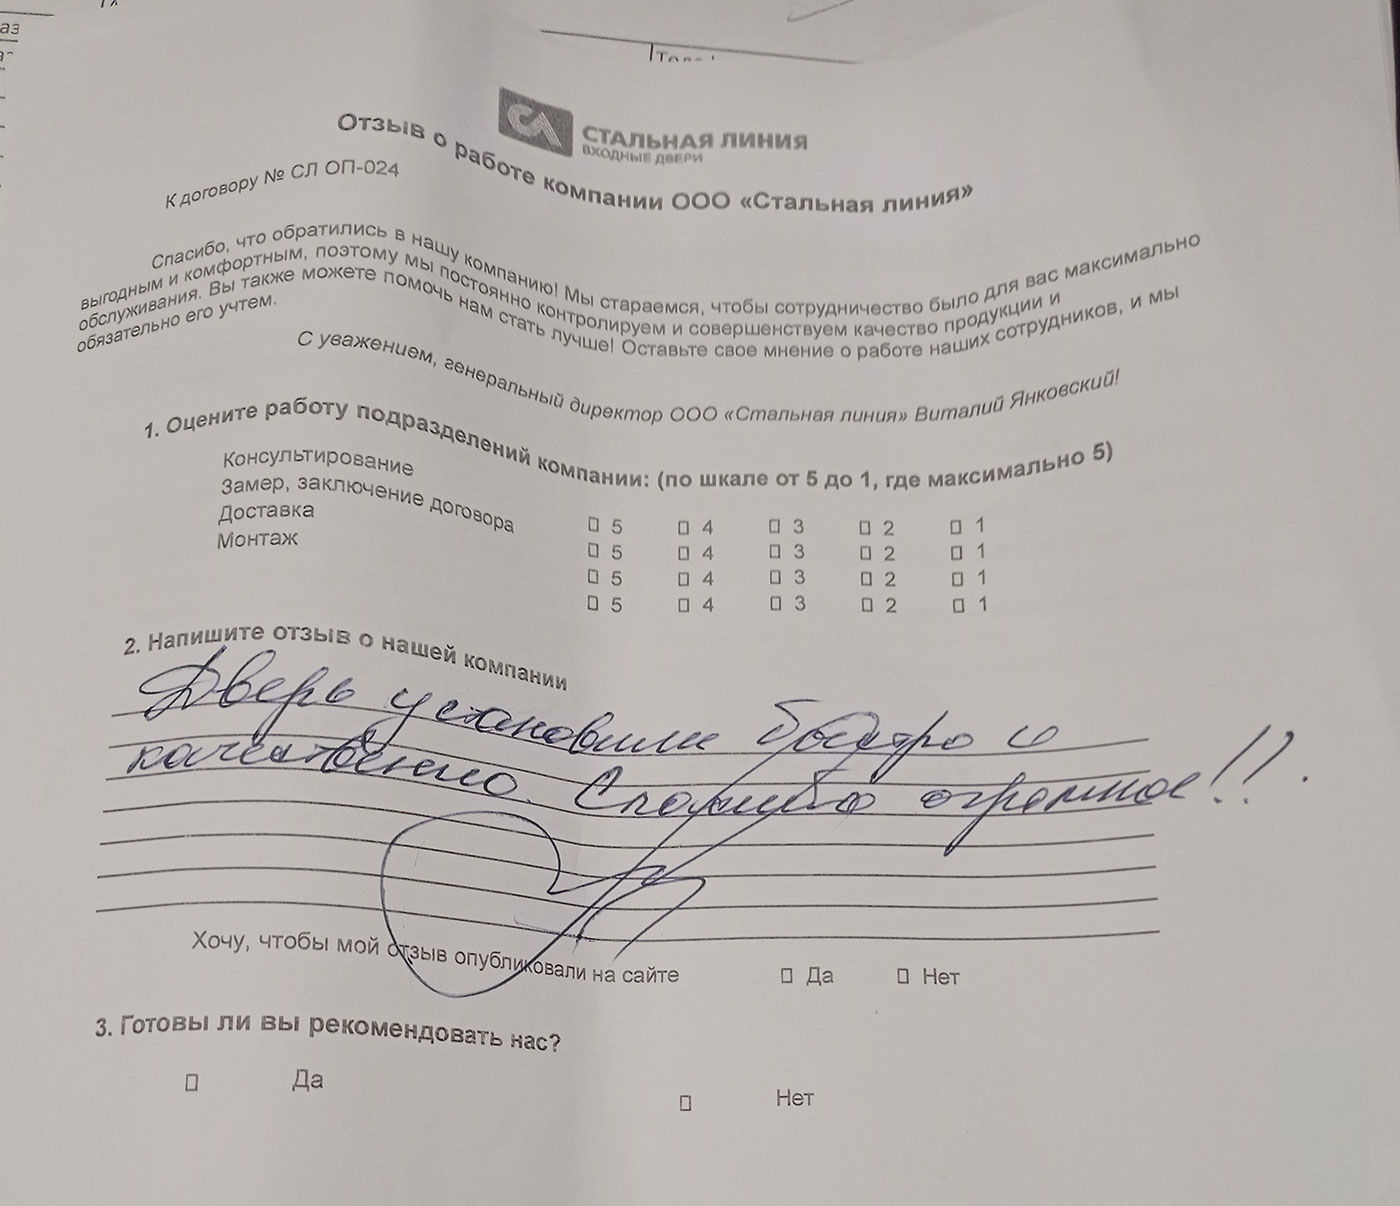 СТАЛЬНАЯ ЛИНИЯ
ВХОДНЫЕ ДВЕРИ
Отзыв о работе компании ООО «Стальная линия»
К договору № СЛ ОП-024
Спасибо, что обратились в нашу компанию! Мы стараемся, чтобы сотрудничество было для вас максимально
выгодным и комфортным, поэтому мы постоянно контролируем и совершенствуем качество продукции и
обслуживания. Вы также можете помочь нам стать лучше! Оставьте свое мнение о работе наших сотрудников, и мы
обязательно его учтем.
С уважением, генеральный директор ООО «Стальная линия» Виталий Янковский!
1. Оцените работу подразделений компании: (по шкале от 5 до 1, где максимально 5)
Консультирование
Замер, заключение договора
Доставка
Монтаж
5 4 3 2 1
5 4 3 2 1
5 4 3 2 1
5 4 3 2 1
2. Напишите отзыв о нашей компании
Дверь установили быстро и
качественно. Спасибо огромное!!.
Хочу, чтобы мой отзыв опубликовали на сайте Да Нет
3. Готовы ли вы рекомендовать нас?
Да Нет